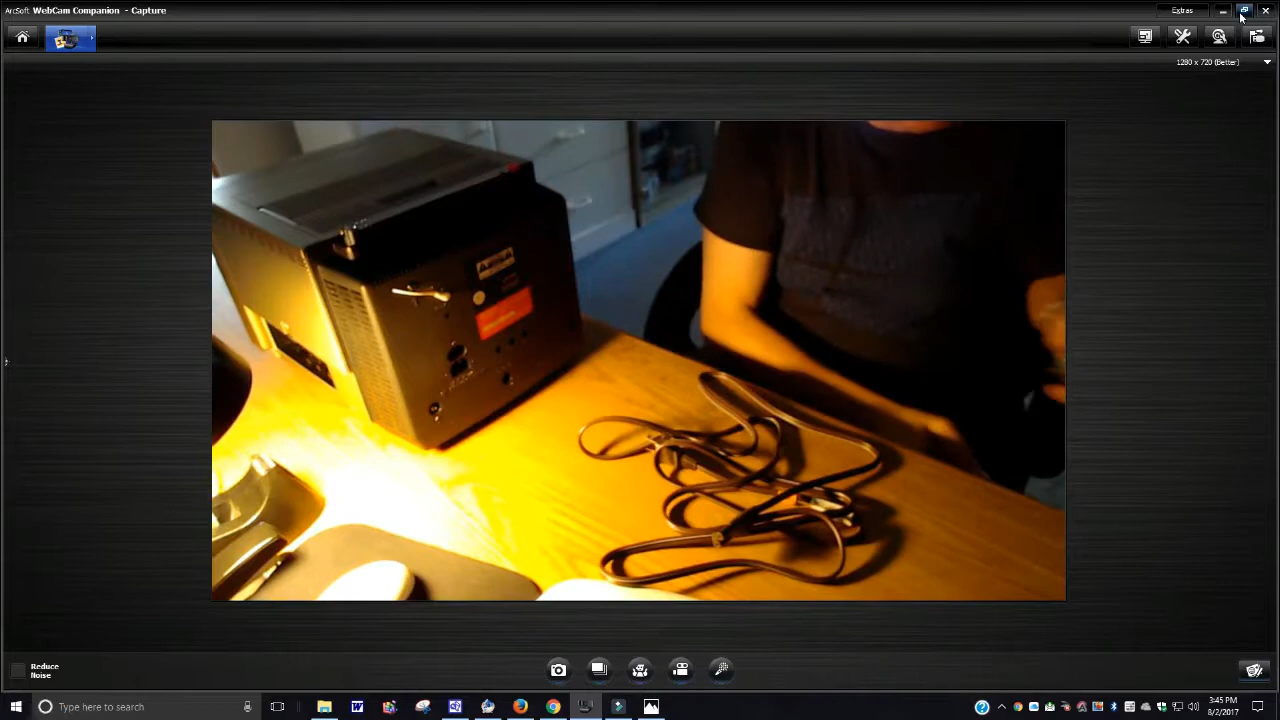 ArcSoft WebCam Companion - Capture
Extras
1280 x 720 (Better)
Reduce
Noise
Type here to search
3:45 PM
8/2/2017